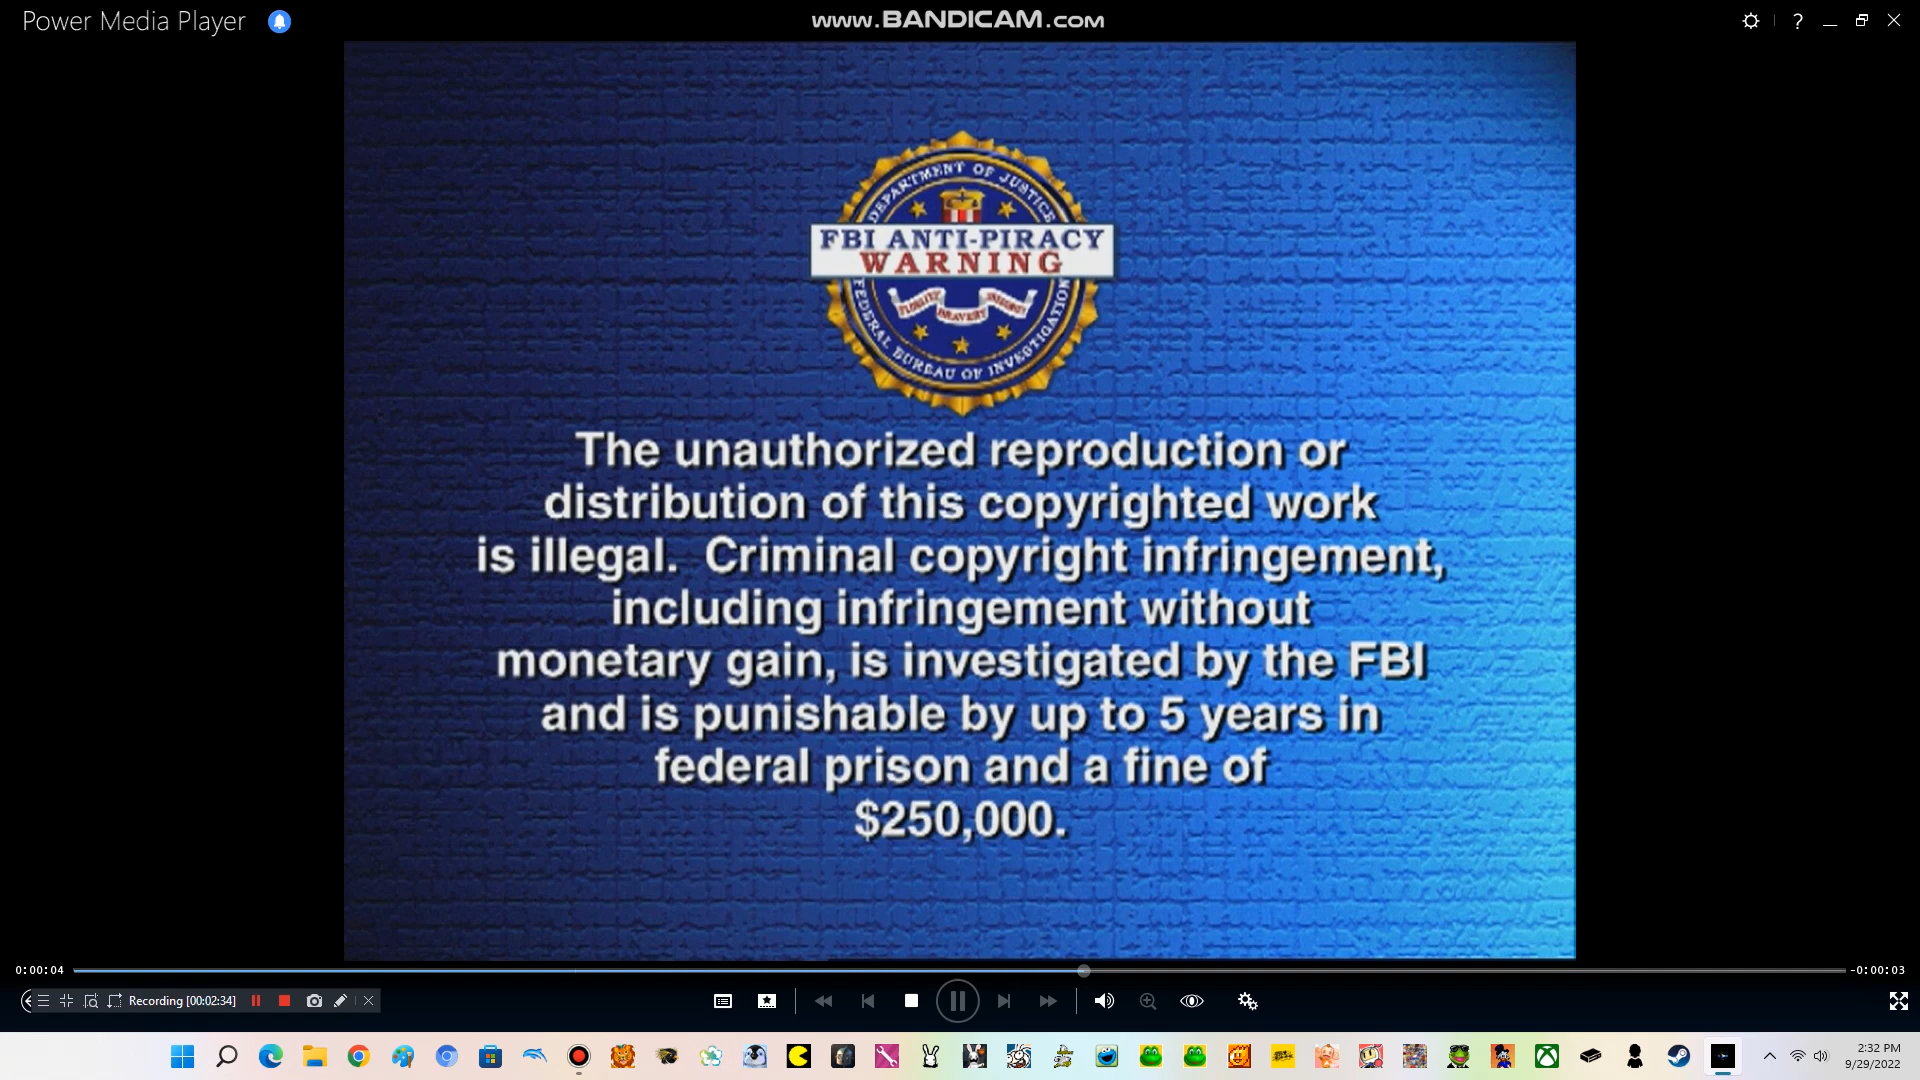 Power Media Player
www.BANDICAM.com
?
DEPARTMENT OF JUSTICE
FBI ANTI-PIRACY
WARNING
FIDELITY BRAVERY INTEGRITY
FEDERAL BUREAU OF INVESTIGATION
The unauthorized reproduction or
distribution of this copyrighted work
is illegal. Criminal copyright infringement,
including infringement without
monetary gain, is investigated by the FBI
and is punishable by up to 5 years in
federal prison and a fine of
$250,000.
0:00:04
-0:00:03
Recording [00:02:34]
2:32 PM
9/29/2022